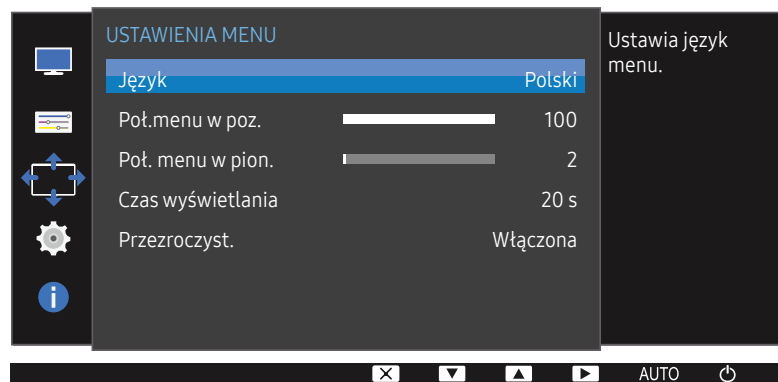 USTAWIENIA MENU
Język Polski
Poł.menu w poz. 100
Poł. menu w pion. 2
Czas wyświetlania 20 s
Przezroczyst. Włączona
Ustawia język
menu.
AUTO